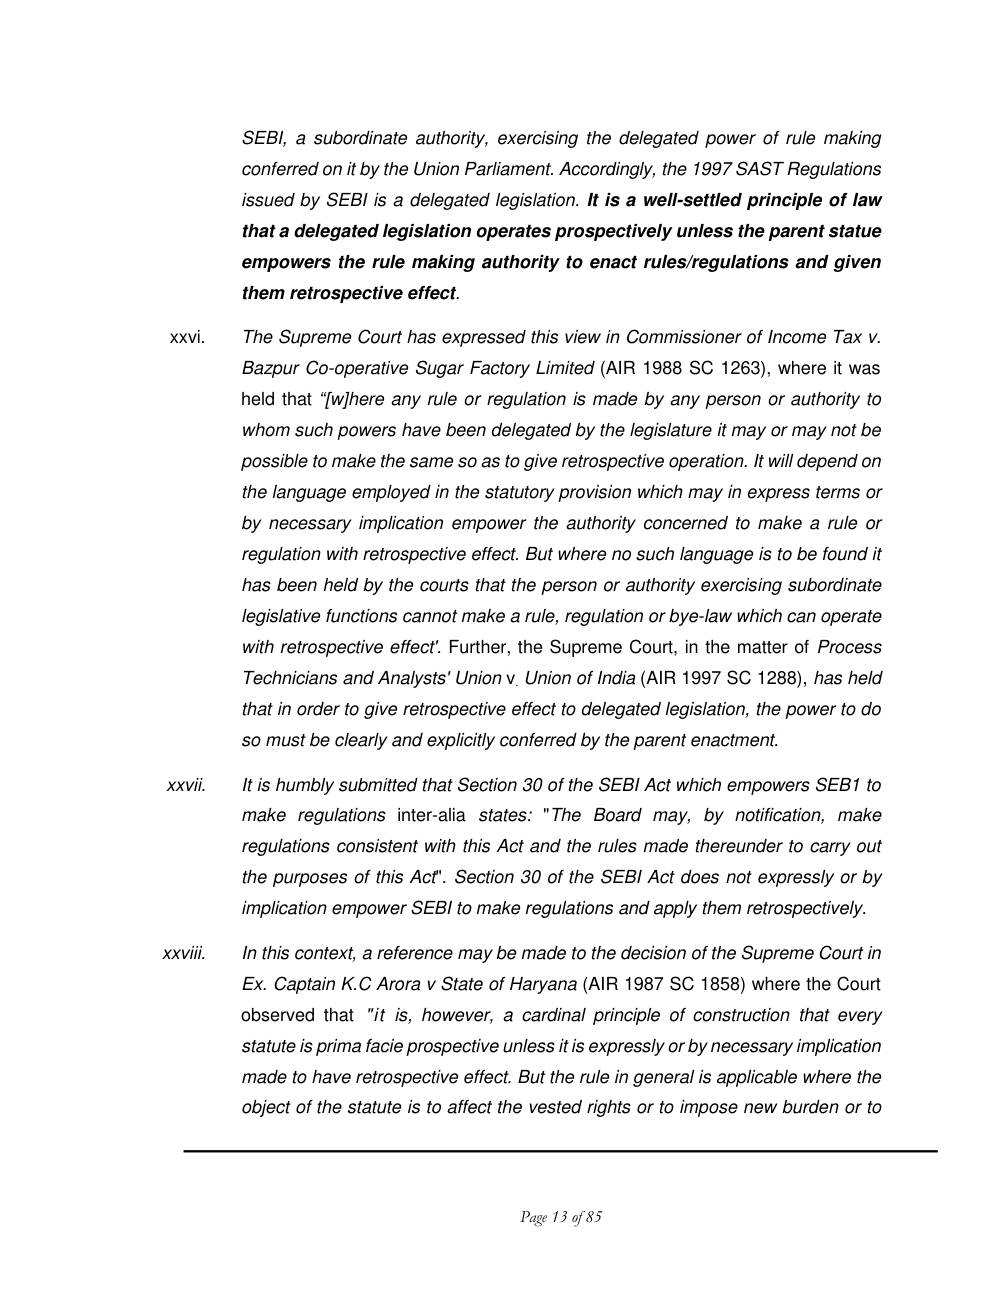 SEBI, a subordinate authority, exercising the delegated power of rule making
conferred on it by the Union Parliament. Accordingly, the 1997 SAST Regulations
issued by SEBI is a delegated legislation. It is a well-settled principle of law
that a delegated legislation operates prospectively unless the parent statue
empowers the rule making authority to enact rules/regulations and given
them retrospective effect.
xxvi. The Supreme Court has expressed this view in Commissioner of Income Tax v.
Bazpur Co-operative Sugar Factory Limited (AIR 1988 SC 1263), where it was
held that “[w]here any rule or regulation is made by any person or authority to
whom such powers have been delegated by the legislature it may or may not be
possible to make the same so as to give retrospective operation. It will depend on
the language employed in the statutory provision which may in express terms or
by necessary implication empower the authority concerned to make a rule or
regulation with retrospective effect. But where no such language is to be found it
has been held by the courts that the person or authority exercising subordinate
legislative functions cannot make a rule, regulation or bye-law which can operate
with retrospective effect'. Further, the Supreme Court, in the matter of Process
Technicians and Analysts' Union v. Union of India (AIR 1997 SC 1288), has held
that in order to give retrospective effect to delegated legislation, the power to do
so must be clearly and explicitly conferred by the parent enactment.
xxvii. It is humbly submitted that Section 30 of the SEBI Act which empowers SEB1 to
make regulations inter-alia states: "The Board may, by notification, make
regulations consistent with this Act and the rules made thereunder to carry out
the purposes of this Act". Section 30 of the SEBI Act does not expressly or by
implication empower SEBI to make regulations and apply them retrospectively.
xxviii. In this context, a reference may be made to the decision of the Supreme Court in
Ex. Captain K.C Arora v State of Haryana (AIR 1987 SC 1858) where the Court
observed that "it is, however, a cardinal principle of construction that every
statute is prima facie prospective unless it is expressly or by necessary implication
made to have retrospective effect. But the rule in general is applicable where the
object of the statute is to affect the vested rights or to impose new burden or to
Page 13 of 85